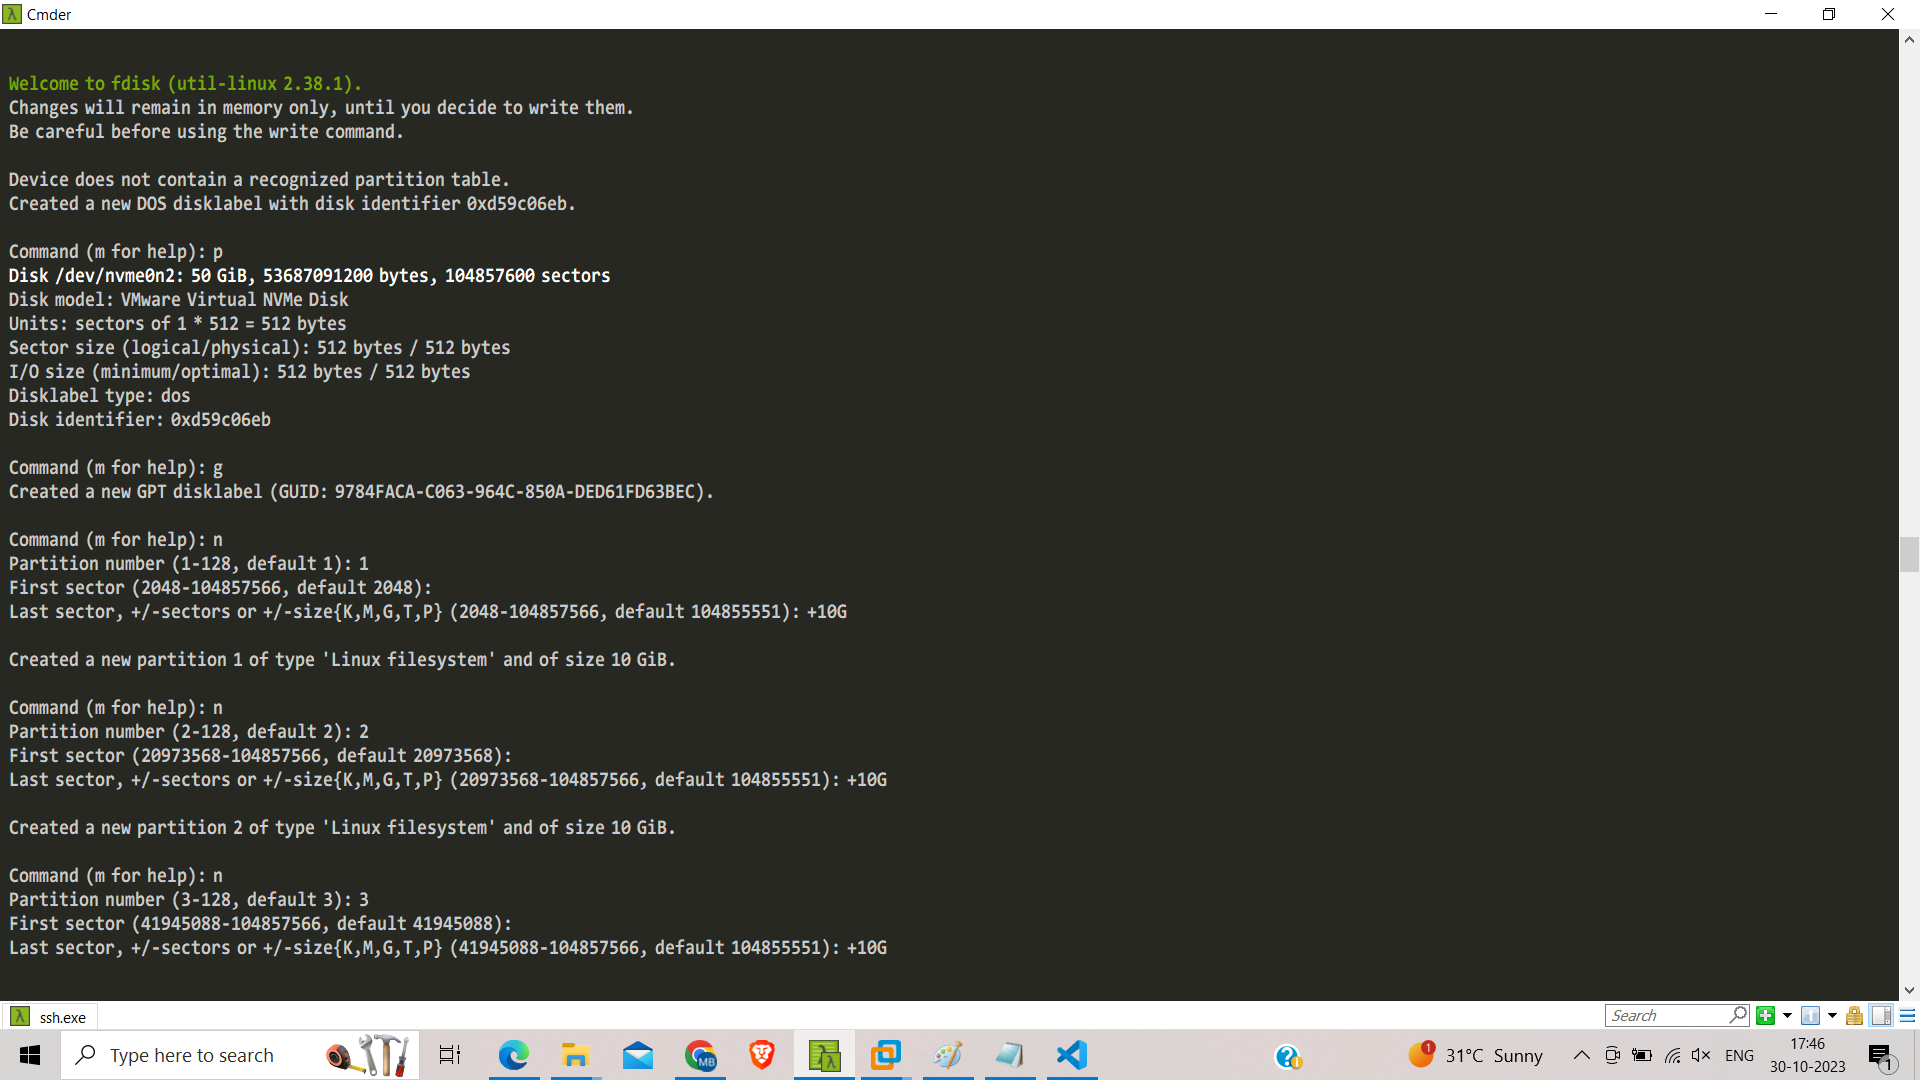 Cmder
Welcome to fdisk (util-linux 2.38.1).
Changes will remain in memory only, until you decide to write them.
Be careful before using the write command.
Device does not contain a recognized partition table.
Created a new DOS disklabel with disk identifier 0xd59c06eb.
Command (m for help): p
Disk /dev/nvme0n2: 50 GiB, 53687091200 bytes, 104857600 sectors
Disk model: VMware Virtual NVMe Disk
Units: sectors of 1 * 512 = 512 bytes
Sector size (logical/physical): 512 bytes / 512 bytes
I/O size (minimum/optimal): 512 bytes / 512 bytes
Disklabel type: dos
Disk identifier: 0xd59c06eb
Command (m for help): g
Created a new GPT disklabel (GUID: 9784FACA-C063-964C-850A-DED61FD63BEC).
Command (m for help): n
Partition number (1-128, default 1): 1
First sector (2048-104857566, default 2048):
Last sector, +/-sectors or +/-size{K,M,G,T,P} (2048-104857566, default 104855551): +10G
Created a new partition 1 of type 'Linux filesystem' and of size 10 GiB.
Command (m for help): n
Partition number (2-128, default 2): 2
First sector (20973568-104857566, default 20973568):
Last sector, +/-sectors or +/-size{K,M,G,T,P} (20973568-104857566, default 104855551): +10G
Created a new partition 2 of type 'Linux filesystem' and of size 10 GiB.
Command (m for help): n
Partition number (3-128, default 3): 3
First sector (41945088-104857566, default 41945088):
Last sector, +/-sectors or +/-size{K,M,G,T,P} (41945088-104857566, default 104855551): +10G
ssh.exe
Search
Type here to search
MB
1
31°C Sunny
ENG
17:46
30-10-2023
1